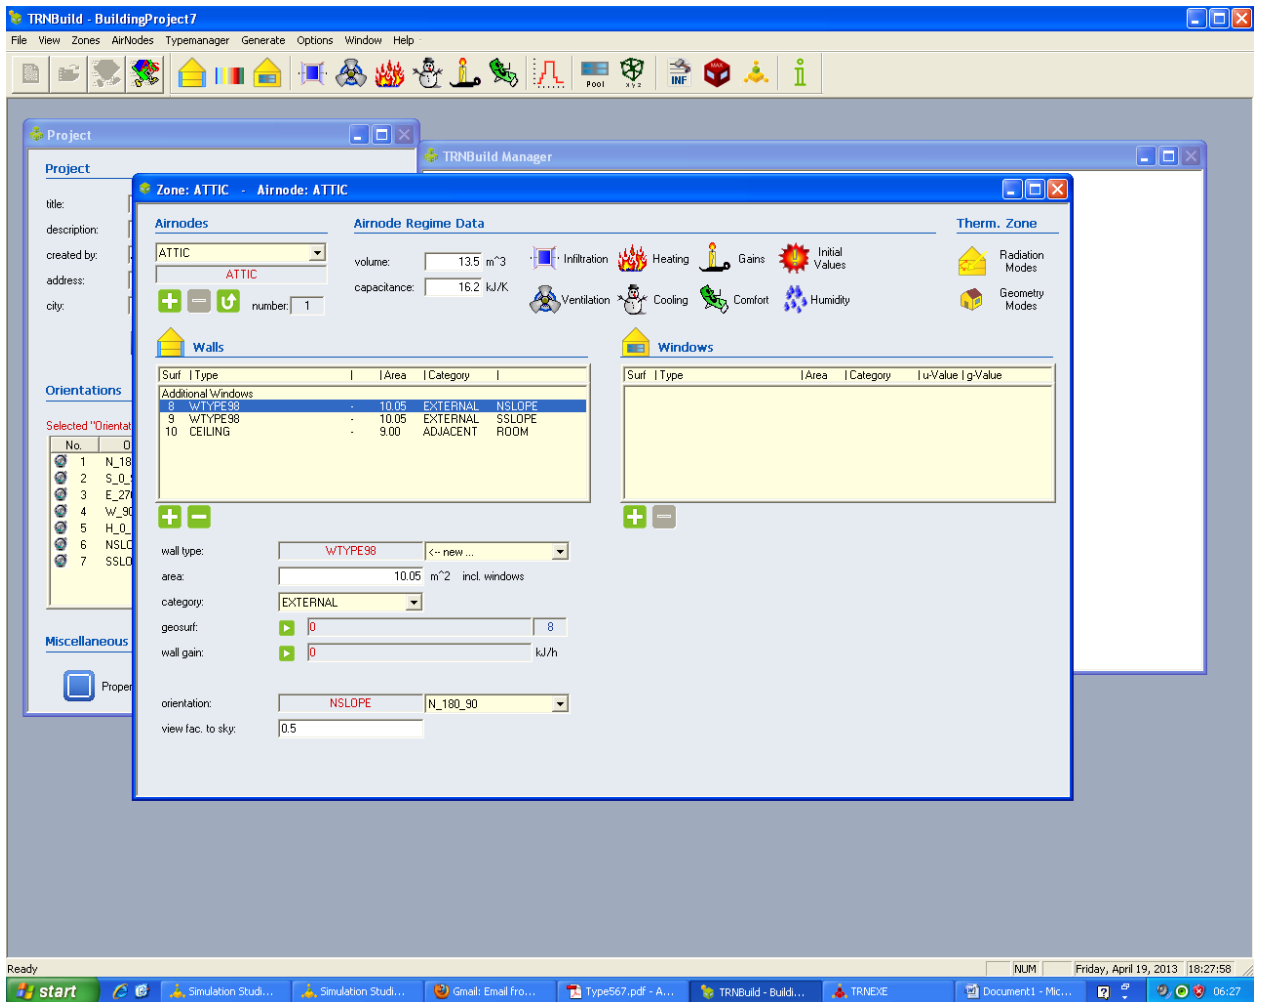 TRNBuild - BuildingProject7
File View Zones AirNodes Typemanager Generate Options Window Help
Pool
x y z
INF
MAX
Project
TRNBuild Manager
Project
title:
description:
created by:
address:
city:
Orientations
No.
1 N_18
2 S_0_
3 E_270
4 W_90
5 H_0_
6 NSLO
7 SSLO
Miscellaneous
Zone: ATTIC - Airnode: ATTIC
Airnodes
ATTIC
ATTIC
number: 1
Airnode Regime Data
volume: 13.5 m^3
capacitance: 16.2 kJ/K
Infiltration Heating Gains Initial Values
Ventilation Cooling Comfort Humidity
Therm. Zone
Radiation Modes
Geometry Modes
Walls
Surf |Type | |Area |Category |
Additional Windows
8 WTYPE98 - 10.05 EXTERNAL NSLOPE
9 WTYPE98 - 10.05 EXTERNAL SSLOPE
10 CEILING - 9.00 ADJACENT ROOM
Windows
Surf |Type |Area |Category |u-Value |g-Value
wall type: WTYPE98 <-- new ...
area: 10.05 m^2 incl. windows
category: EXTERNAL
geosurf: 0 8
wall gain: 0 kJ/h
orientation: NSLOPE N_180_90
view fac. to sky: 0.5
Ready NUM Friday, April 19, 2013 18:27:58
start Simulation Studi... Simulation Studi... Gmail: Email fro... Type567.pdf - A... TRNBuild - Buildi... TRNEXE Document1 - Mic... 06:27